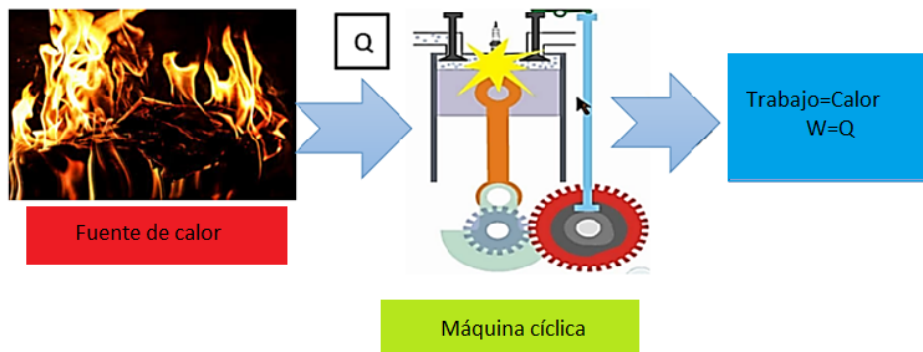 Q
Trabajo=Calor
W=Q
Fuente de calor
Máquina cíclica